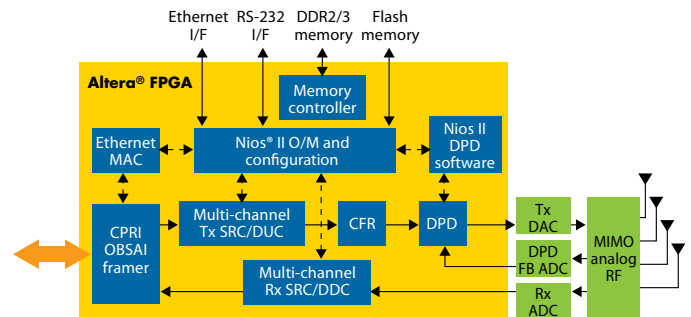 Ethernet I/F
RS-232 I/F
DDR2/3 memory
Flash memory
Altera® FPGA
Memory controller
Ethernet MAC
Nios® II O/M and configuration
Nios II DPD software
CPRI OBSAI framer
Multi-channel Tx SRC/DUC
CFR
DPD
Tx DAC
DPD FB ADC
MIMO analog RF
Multi-channel Rx SRC/DDC
Rx ADC